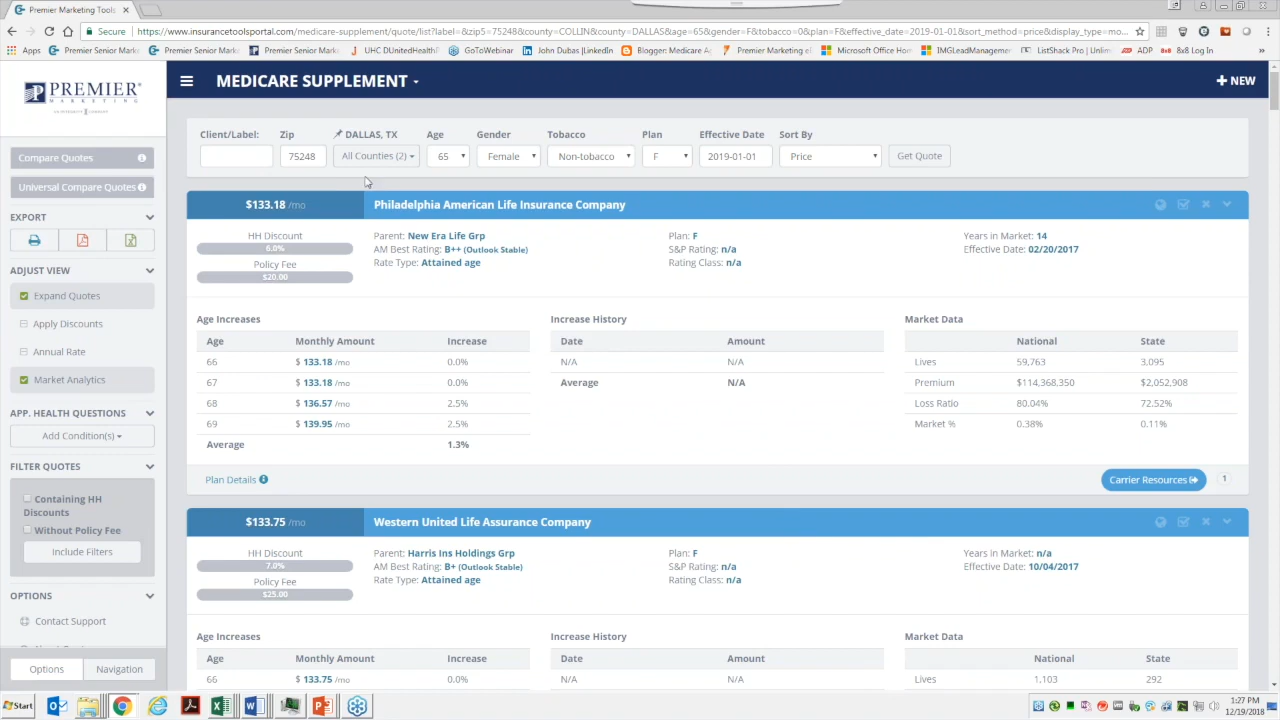 Premier Marketing Tools
Secure https://www.insurancetoolsportal.com/medicare-supplement/quote/list?label=&zip5=75248&county=COLLIN&county=DALLAS&age=65&gender=F&tobacco=0&plan=F&effective_date=2019-01-01&sort_method=price&display_type=mo...
Apps Premier Senior Marke Premier Senior Marke Premier Senior Mark UHC DUnitedHealth GoToWebinar John Dubas |LinkedIn Blogger: Medicare Premier Marketing el Microsoft Office Hom IMGLeadManagemen ListShack Pro | Unlim ADP 8x8 Log In »
PREMIER
MARKETING
MEDICARE SUPPLEMENT
NEW
Client/Label: Zip DALLAS, TX Age Gender Tobacco Plan Effective Date Sort By
75248 All Counties (2) 65 Female Non-tobacco F 2019-01-01 Price Get Quote
Compare Quotes
Universal Compare Quotes
EXPORT
ADJUST VIEW
Expand Quotes
Apply Discounts
Annual Rate
Market Analytics
APP. HEALTH QUESTIONS
Add Condition(s)
FILTER QUOTES
Containing HH
Discounts
Without Policy Fee
Include Filters
OPTIONS
Contact Support
Options Navigation
$133.18 /mo Philadelphia American Life Insurance Company
HH Discount
6.0%
Policy Fee
$20.00
Parent: New Era Life Grp
AM Best Rating: B++ (Outlook Stable)
Rate Type: Attained age
Plan: F
S&P Rating: n/a
Rating Class: n/a
Years in Market: 14
Effective Date: 02/20/2017
Age Increases
Age Monthly Amount Increase
66 $ 133.18 /mo 0.0%
67 $ 133.18 /mo 0.0%
68 $ 136.57 /mo 2.5%
69 $ 139.95 /mo 2.5%
Average 1.3%
Increase History
Date Amount
N/A N/A
Average N/A
Market Data
National State
Lives 59,763 3,095
Premium $114,368,350 $2,052,908
Loss Ratio 80.04% 72.52%
Market % 0.38% 0.11%
Plan Details
Carrier Resources
1
$133.75 /mo Western United Life Assurance Company
HH Discount
7.0%
Policy Fee
$25.00
Parent: Harris Ins Holdings Grp
AM Best Rating: B+ (Outlook Stable)
Rate Type: Attained age
Plan: F
S&P Rating: n/a
Rating Class: n/a
Years in Market: n/a
Effective Date: 10/04/2017
Age Increases
Age Monthly Amount Increase
66 $ 133.75 /mo 0.0%
Increase History
Date Amount
N/A N/A
Market Data
National State
Lives 1,103 292
Start
1:27 PM
12/19/2018